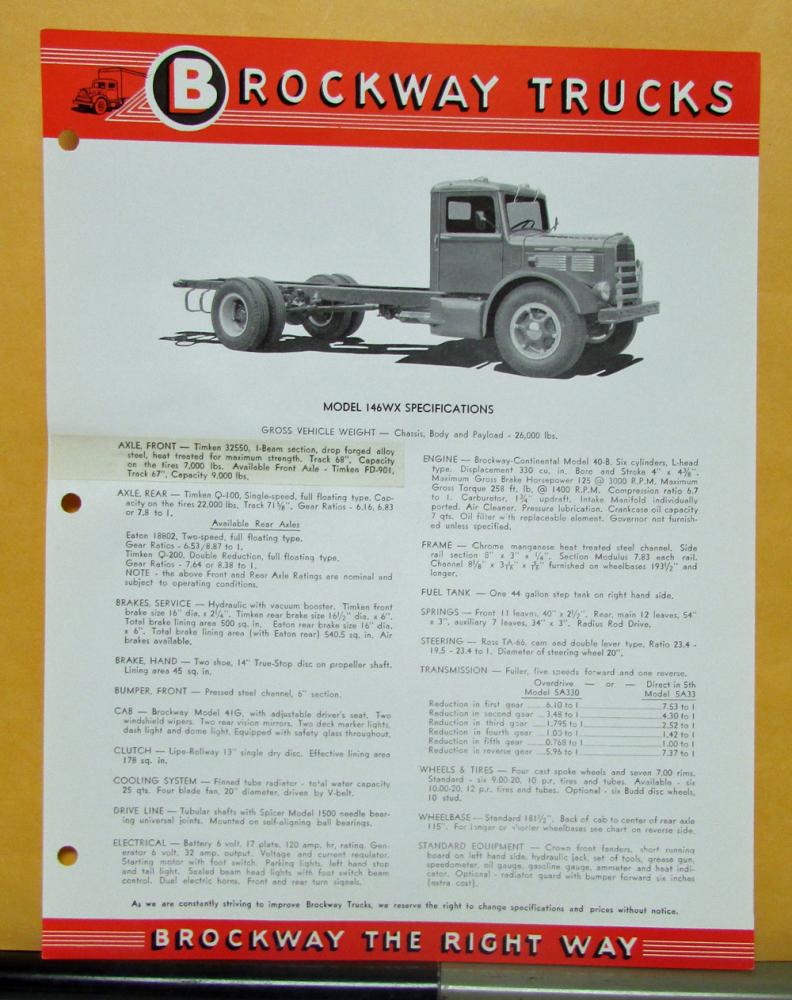 BROCKWAY TRUCKS
MODEL 146WX SPECIFICATIONS
GROSS VEHICLE WEIGHT — Chassis, Body and Payload - 26,000 lbs.
AXLE, FRONT — Timken 32550, I-Beam section, drop forged alloy
steel, heat treated for maximum strength. Track 68". Capacity
on the tires 7,000 lbs. Available Front Axle - Timken FD-901,
Track 67". Capacity 9,000 lbs.
AXLE, REAR — Timken Q-100, Single-speed, full floating type. Cap-
acity on the tires 22,000 lbs. Track 71⅝". Gear Ratios - 6.16, 6.83
or 7.8 to 1.
Available Rear Axles
Eaton 18802, Two-speed, full floating type.
Gear Ratios - 6.53/8.87 to 1.
Timken Q-200, Double Reduction, full floating type.
Gear Ratios - 7.64 or 8.38 to 1.
NOTE - the above Front and Rear Axle Ratings are nominal and
subject to operating conditions.
BRAKES, SERVICE — Hydraulic with vacuum booster. Timken front
brake size 16" dia. x 2¼". Timken rear brake size 16½" dia. x 6".
Total brake lining area 500 sq. in. Eaton rear brake size 16" dia.
x 6". Total brake lining area (with Eaton rear) 540.5 sq. in. Air
brakes available.
BRAKE, HAND — Two shoe, 14" True-Stop disc on propeller shaft.
Lining area 45 sq. in.
BUMPER, FRONT — Pressed steel channel, 6" section.
CAB — Brockway Model 41G, with adjustable driver's seat. Two
windshield wipers. Two rear vision mirrors. Two deck marker lights,
dash light and dome light. Equipped with safety glass throughout.
CLUTCH — Lipe-Rollway 13" single dry disc. Effective lining area
178 sq. in.
COOLING SYSTEM — Finned tube radiator - total water capacity
25 qts. Four blade fan, 20" diameter, driven by V-belt.
DRIVE LINE — Tubular shafts with Spicer Model 1500 needle bear-
ing universal joints. Mounted on self-aligning ball bearings.
ELECTRICAL — Battery 6 volt, 17 plate, 120 amp. hr. rating. Gen-
erator 6 volt, 32 amp. output. Voltage and current regulator.
Starting motor with foot switch. Parking lights, left hand stop
and tail light. Sealed beam head lights with foot switch beam
control. Dual electric horns. Front and rear turn signals.
ENGINE — Brockway-Continental Model 40-B. Six cylinders, L-head
type. Displacement 330 cu. in. Bore and Stroke 4" x 4⅜".
Maximum Gross Brake Horsepower 125 @ 3000 R.P.M. Maximum
Gross Torque 258 ft. lb. @ 1400 R.P.M. Compression ratio 6.7
to 1. Carburetor, 1¾" updraft. Intake Manifold individually
ported. Air Cleaner. Pressure lubrication. Crankcase oil capacity
7 qts. Oil filter with replaceable element. Governor not furnish-
ed unless specified.
FRAME — Chrome manganese heat treated steel channel. Side
rail section 8" x 3" x ¼". Section Modulus 7.83 each rail.
Channel 8⅛" x furnished on wheelbases 193½" and
longer.
FUEL TANK — One 44 gallon step tank on right hand side.
SPRINGS — Front 11 leaves, 40" x 2½". Rear, main 12 leaves, 54"
x 3", auxiliary 7 leaves, 34" x 3". Radius Rod Drive.
STEERING — Ross TA-66, cam and double lever type. Ratio 23.4 -
19.5 - 23.4 to 1. Diameter of steering wheel 20".
TRANSMISSION — Fuller, five speeds forward and one reverse.
Overdrive — or — Direct in 5th
Model 5A330 Model 5A33
Reduction in first gear 6.10 to 1 7.53 to 1
Reduction in second gear 3.48 to 1 4.30 to 1
Reduction in third gear 1.795 to 1 2.52 to 1
Reduction in fourth gear 1.03 to 1 1.42 to 1
Reduction in fifth gear 0.768 to 1 1.00 to 1
Reduction in reverse gear 5.96 to 1 7.37 to 1
WHEELS & TIRES — Four cast spoke wheels and seven 7.00 rims.
Standard - six 9.00-20, 10 p.r. tires and tubes. Available - six
10.00-20, 12 p.r. tires and tubes. Optional - six Budd disc wheels,
10 stud.
WHEELBASE — Standard 181½". Back of cab to center of rear axle
115". For longer or shorter wheelbases see chart on reverse side.
STANDARD EQUIPMENT — Crown front fenders, short running
board on left hand side, hydraulic jack, set of tools, grease gun,
speedometer, oil gauge, gasoline gauge, ammeter and heat indi-
cator. Optional - radiator guard with bumper forward six inches
(extra cost).
As we are constantly striving to improve Brockway Trucks, we reserve the right to change specifications and prices without notice.
BROCKWAY THE RIGHT WAY